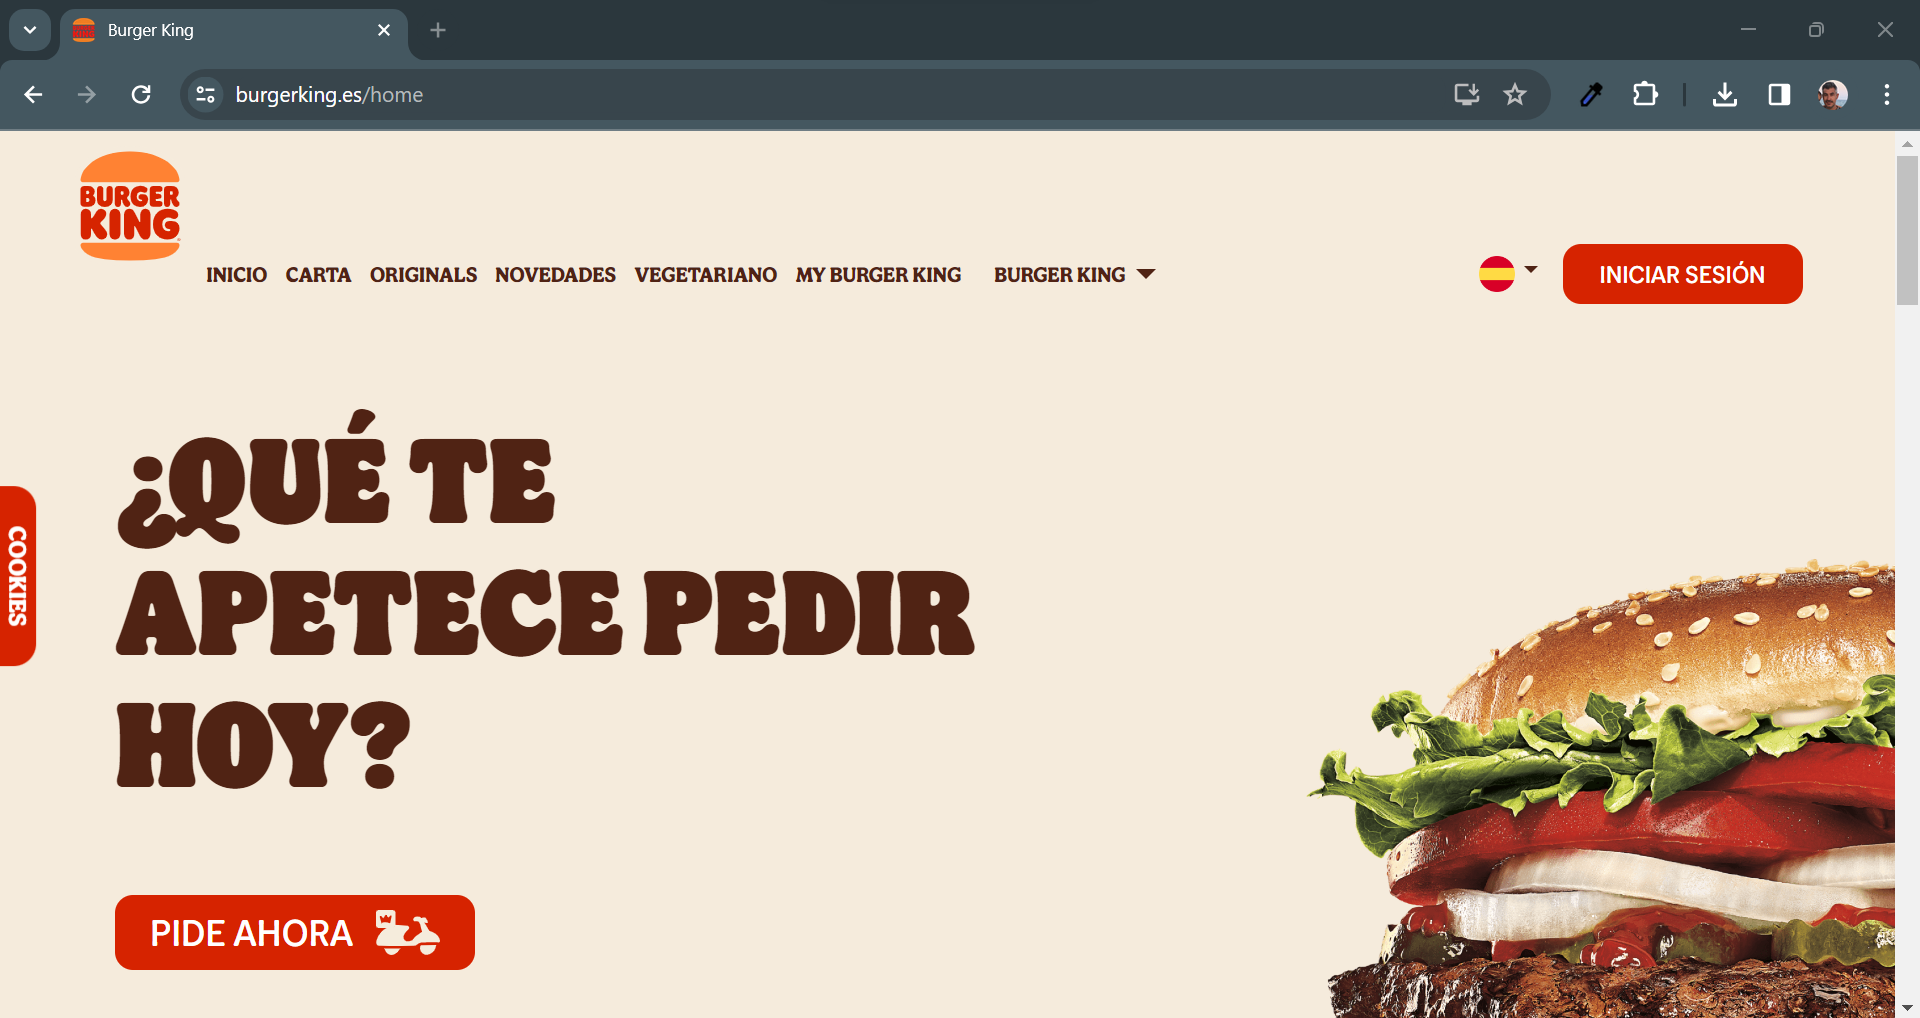 Burger King
burgerking.es/home
BURGER
KING
INICIO CARTA ORIGINALS NOVEDADES VEGETARIANO MY BURGER KING BURGER KING
INICIAR SESIÓN
¿QUÉ TE
APETECE PEDIR
HOY?
COOKIES
PIDE AHORA